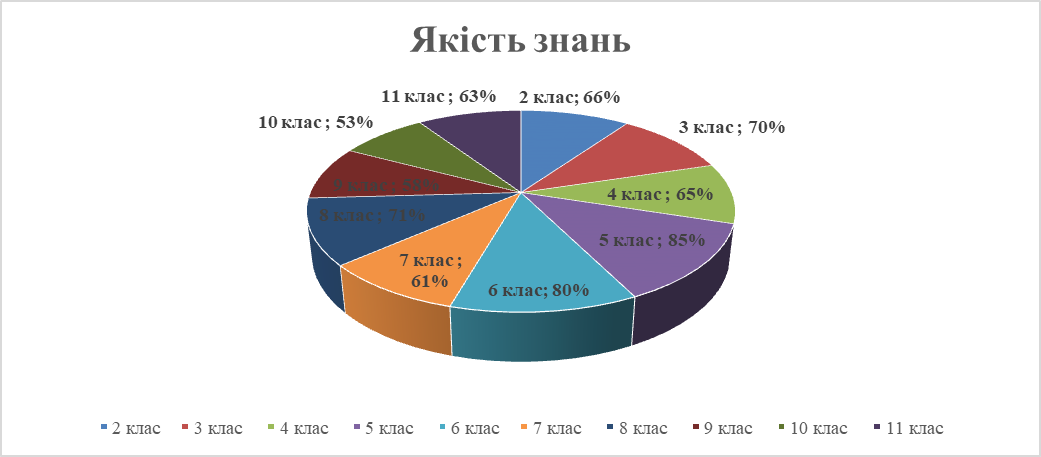 Якість знань
11 клас ; 63%
2 клас; 66%
10 клас ; 53%
3 клас ; 70%
9 клас ;
4 клас ; 65%
8 клас ; 71%
5 клас ; 85%
7 клас ;
61%
6 клас; 80%
2 клас 3 клас 4 клас 5 клас 6 клас 7 клас 8 клас 9 клас 10 клас 11 клас